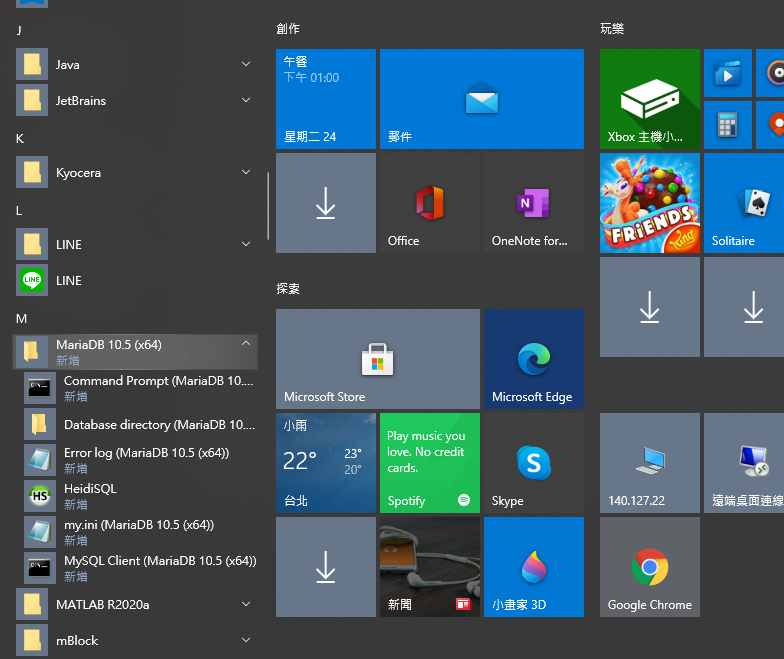 J
Java
JetBrains
K
Kyocera
L
LINE
LINE
LINE
M
MariaDB 10.5 (x64)
新增
C:\_
Command Prompt (MariaDB 10....
新增
Database directory (MariaDB 10....
Error log (MariaDB 10.5 (x64))
新增
HS
HeidiSQL
新增
my.ini (MariaDB 10.5 (x64))
新增
MySQL Client (MariaDB 10.5 (x64))
新增
MATLAB R2020a
mBlock
創作
午餐
下午 01:00
星期二 24
郵件
Office
N
OneNote for...
探索
Microsoft Store
Microsoft Edge
小雨
22°
23°
20°
台北
Play music you
love. No credit
cards.
Spotify
S
Skype
新聞
小畫家 3D
玩樂
Xbox 主機小...
FRIENDS
King
Solitaire
140.127.22
遠端桌面連線
Google Chrome